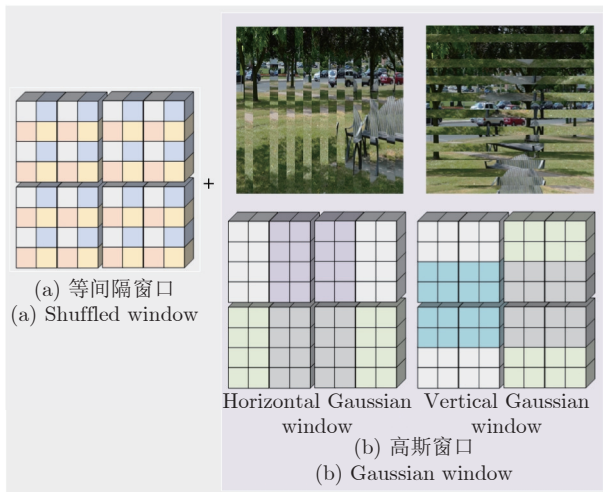 +
(a) 等间隔窗口
(a) Shuffled window
Horizontal Gaussian
window
Vertical Gaussian
window
(b) 高斯窗口
(b) Gaussian window